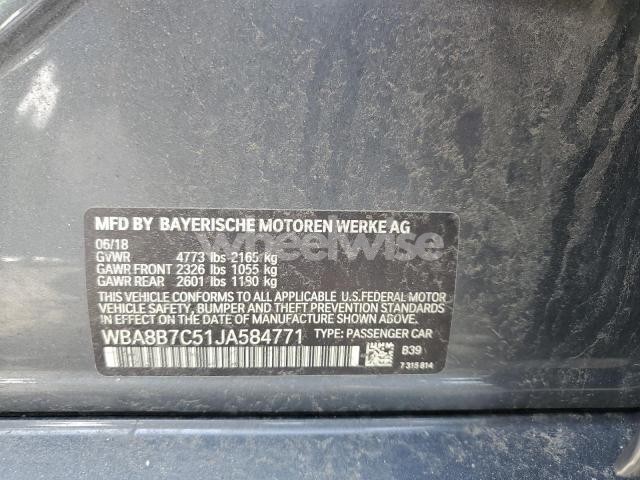 MFD BY BAYERISCHE MOTOREN WERKE AG
06/18
GVWR 4773 lbs 2165 kg
GAWR FRONT 2326 lbs 1055 kg
GAWR REAR 2601 lbs 1180 kg
THIS VEHICLE CONFORMS TO ALL APPLICABLE U.S.FEDERAL MOTOR
VEHICLE SAFETY, BUMPER AND THEFT PREVENTION STANDARDS
IN EFFECT ON THE DATE OF MANUFACTURE SHOWN ABOVE.
WBA8B7C51JA584771 TYPE: PASSENGER CAR
B39
7 315 814
wheelwise